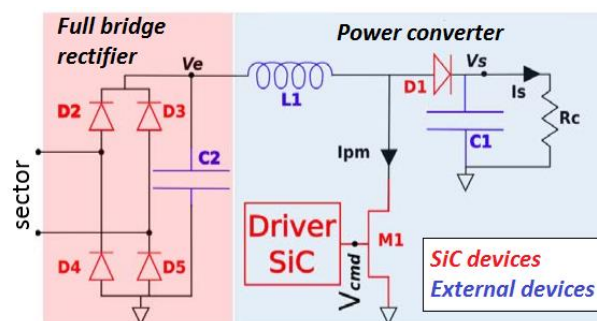 Full bridge
rectifier
Power converter
Ve
L1
D1
Vs
Is
Rc
D2
D3
C2
C1
Ipm
sector
Driver
SiC
Vcmd
M1
D4
D5
SiC devices
External devices